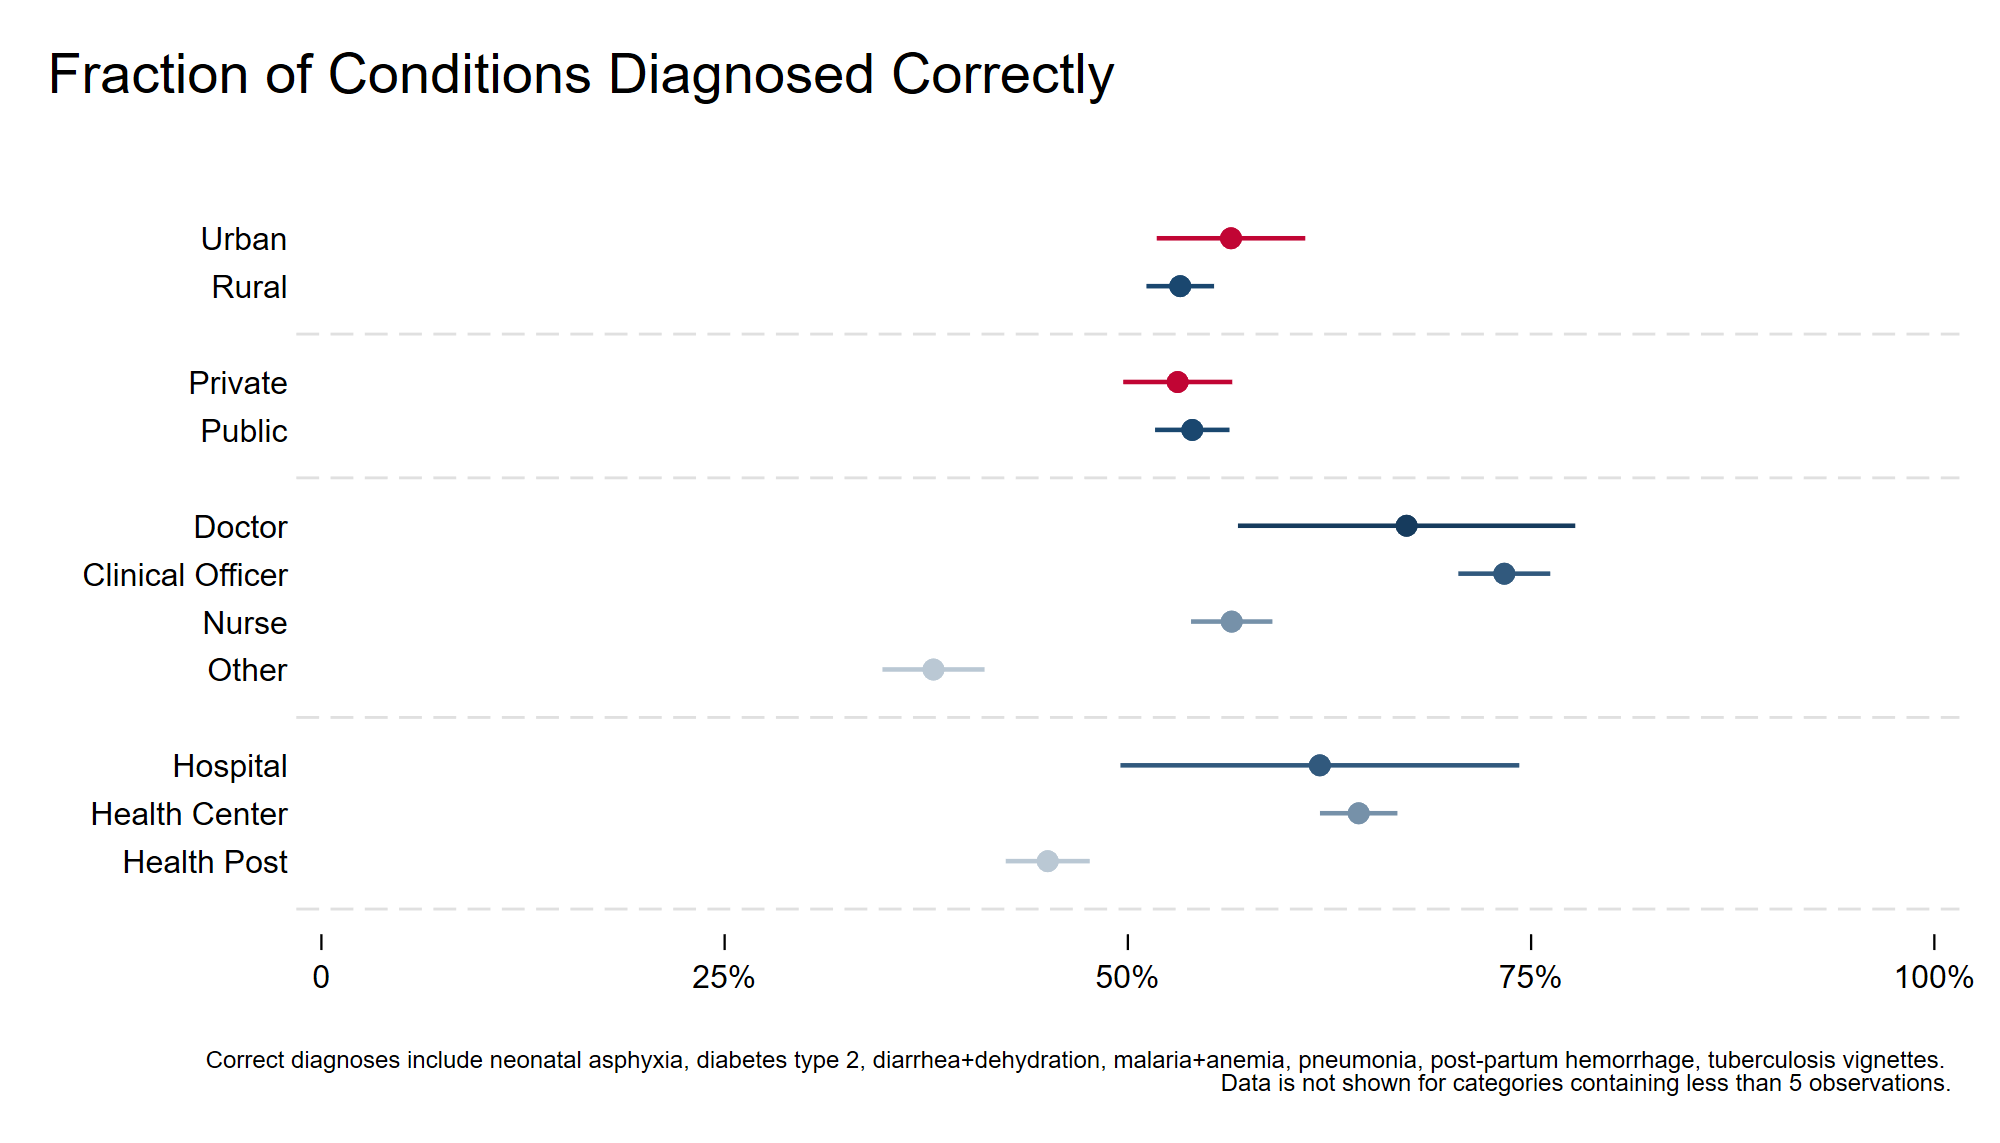 Fraction of Conditions Diagnosed Correctly
Urban
Rural
Private
Public
Doctor
Clinical Officer
Nurse
Other
Hospital
Health Center
Health Post
0 25% 50% 75% 100%
Correct diagnoses include neonatal asphyxia, diabetes type 2, diarrhea+dehydration, malaria+anemia, pneumonia, post-partum hemorrhage, tuberculosis vignettes.
Data is not shown for categories containing less than 5 observations.